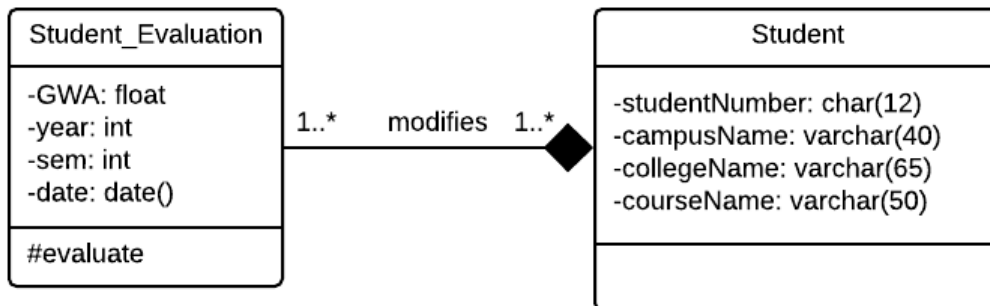 Student_Evaluation
-GWA: float
-year: int
-sem: int
-date: date()
#evaluate
1..* modifies 1..*
Student
-studentNumber: char(12)
-campusName: varchar(40)
-collegeName: varchar(65)
-courseName: varchar(50)